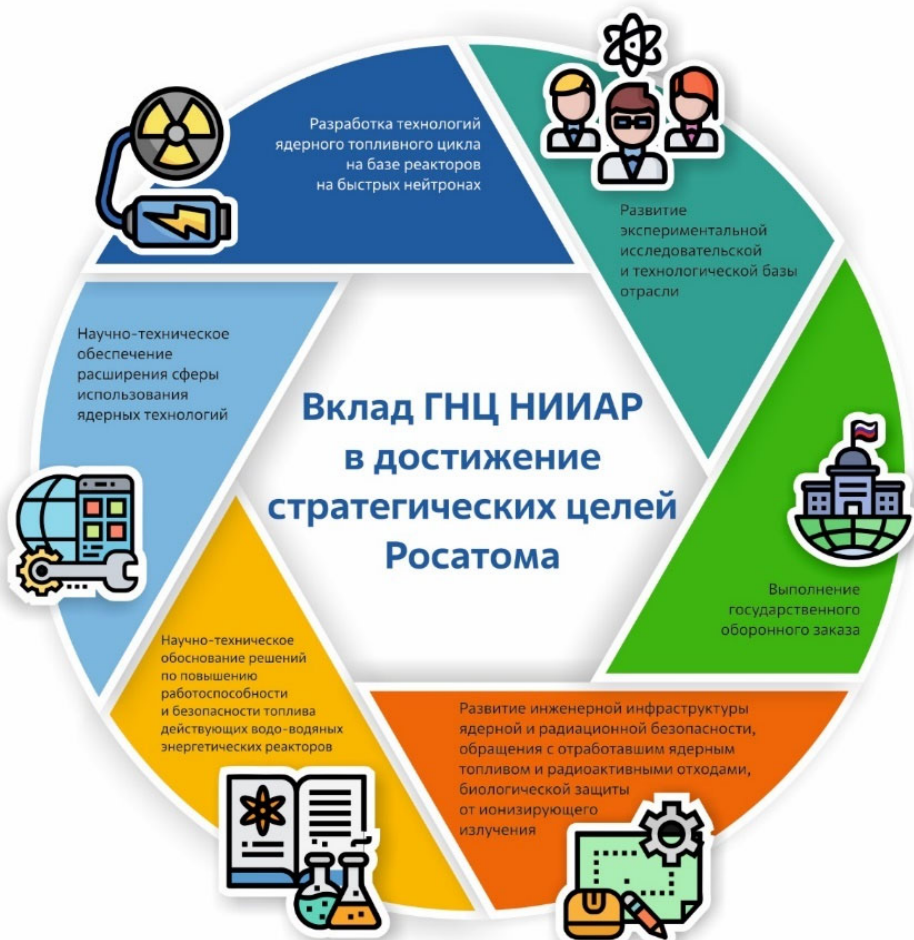 Разработка технологий
ядерного топливного цикла
на базе реакторов
на быстрых нейтронах
Развитие
экспериментальной
исследовательской
и технологической базы
отрасли
Научно-техническое
обеспечение
расширения сферы
использования
ядерных технологий
Вклад ГНЦ НИИАР
в достижение
стратегических целей
Росатома
Выполнение
государственного
оборонного заказа
Научно-техническое
обоснование решений
по повышению
работоспособности
и безопасности топлива
действующих водо-водяных
энергетических реакторов
Развитие инженерной инфраструктуры
ядерной и радиационной безопасности,
обращения с отработавшим ядерным
топливом и радиоактивными отходами,
биологической защиты
от ионизирующего
излучения